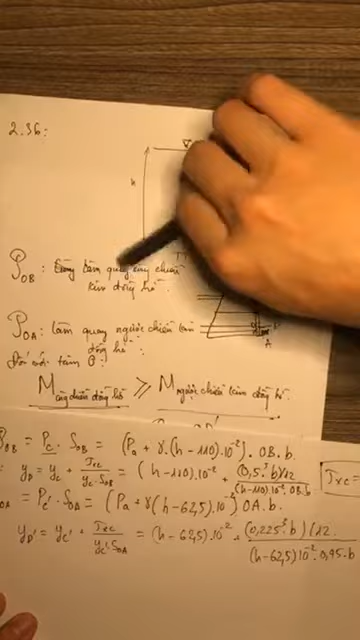 2.36:
h
P_OB: làm quay cùng chiều
kim đồng hồ.
P_OA: làm quay ngược chiều kim
đồng hồ
đối với tâm O:
M cùng chiều đồng hồ ≥ M ngược chiều kim đồng hồ.
A
P_OB = P_C . S_OB = (P_a + γ.(h-110).10^-2). OB.b.
y_D = y_C + J_xc / (y_C . S_OB) = (h-110).10^-2 + (0,5^3.b)/12 / ((h-110).10^-2. OB.b)
J_xc =
OA = P_C' . S_OA = (P_a + γ(h-62,5).10^-2) OA.b.
y_D' = y_C' + J_xc / (y_C' . S_OA) = (h-62,5).10^-2 + (0,225^3.b)/12 / ((h-62,5)10^-2.0,95.b